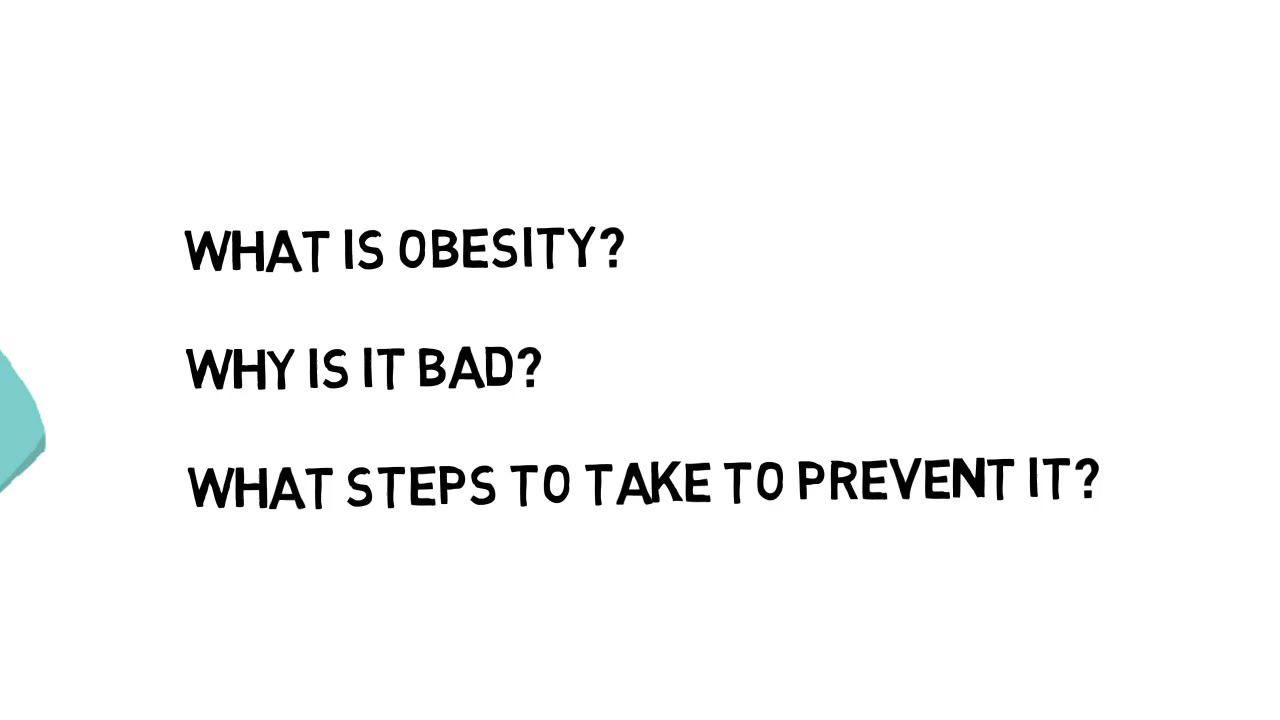 WHAT IS OBESITY?
WHY IS IT BAD?
WHAT STEPS TO TAKE TO PREVENT IT?